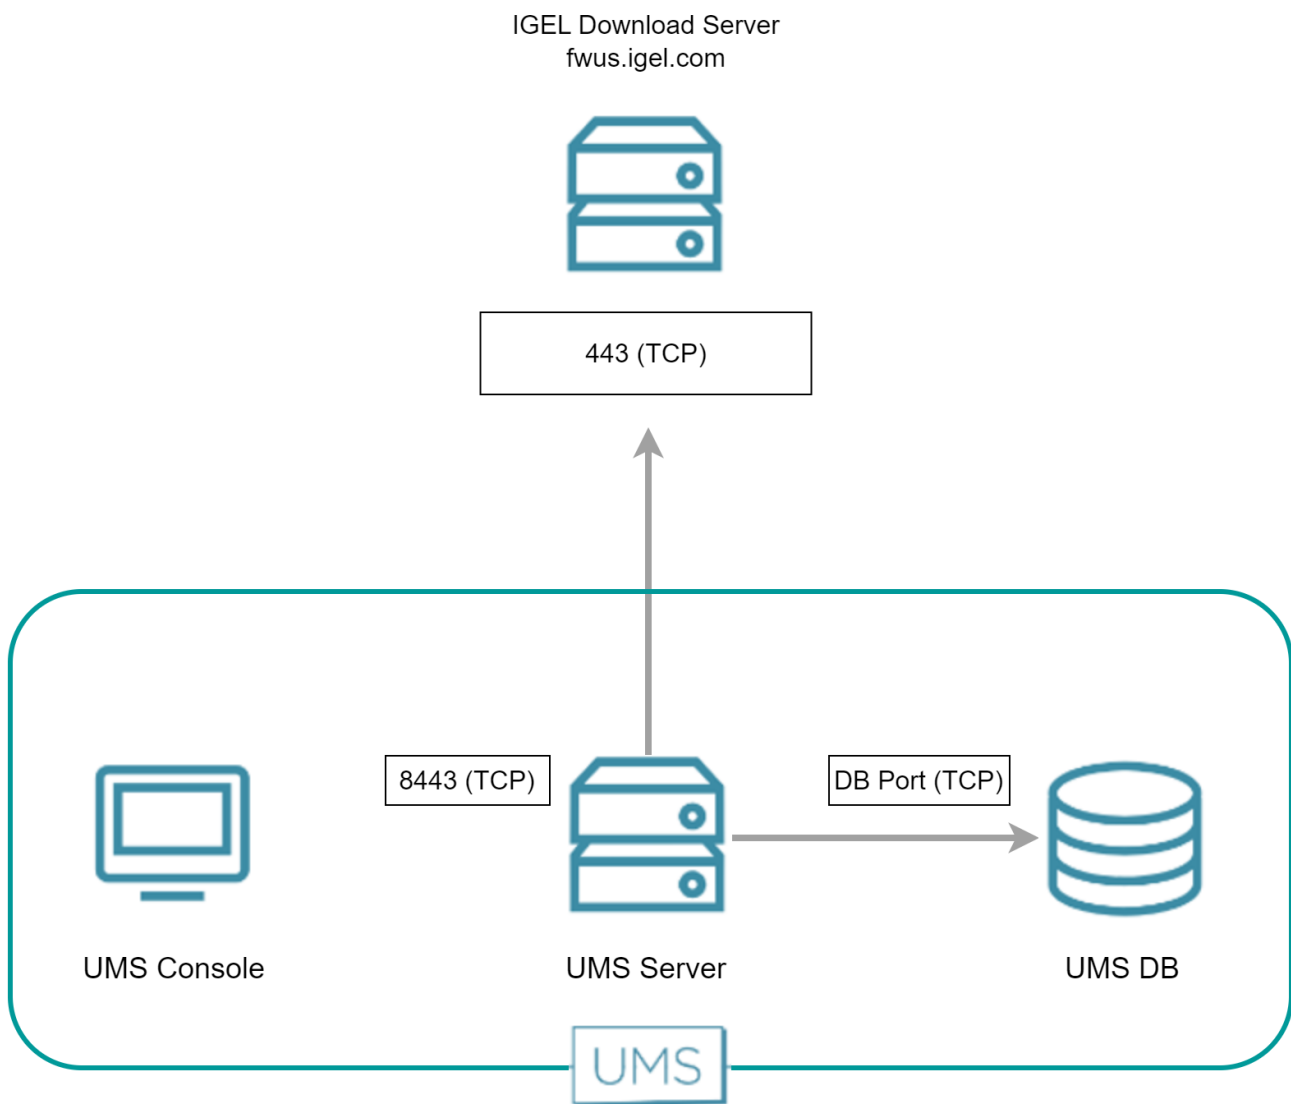 IGEL Download Server
fwus.igel.com
443 (TCP)
8443 (TCP)
DB Port (TCP)
UMS Console
UMS Server
UMS DB
UMS